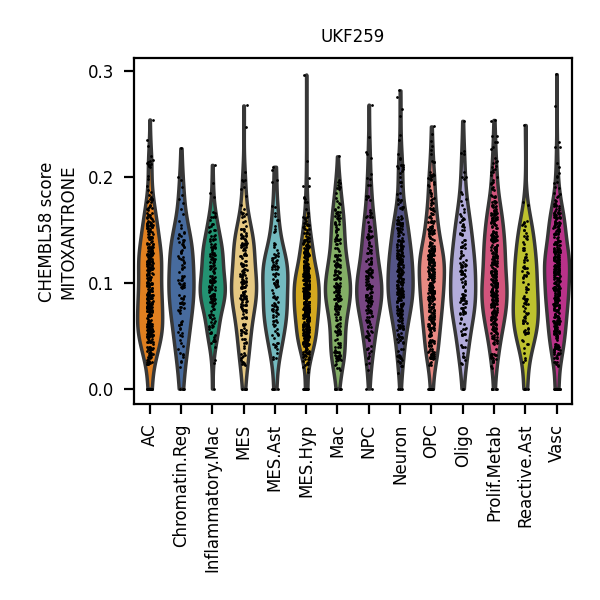 UKF259
CHEMBL58 score
MITOXANTRONE
0.3
0.2
0.1
0.0
AC
Chromatin.Reg
Inflammatory.Mac
MES
MES.Ast
MES.Hyp
Mac
NPC
Neuron
OPC
Oligo
Prolif.Metab
Reactive.Ast
Vasc